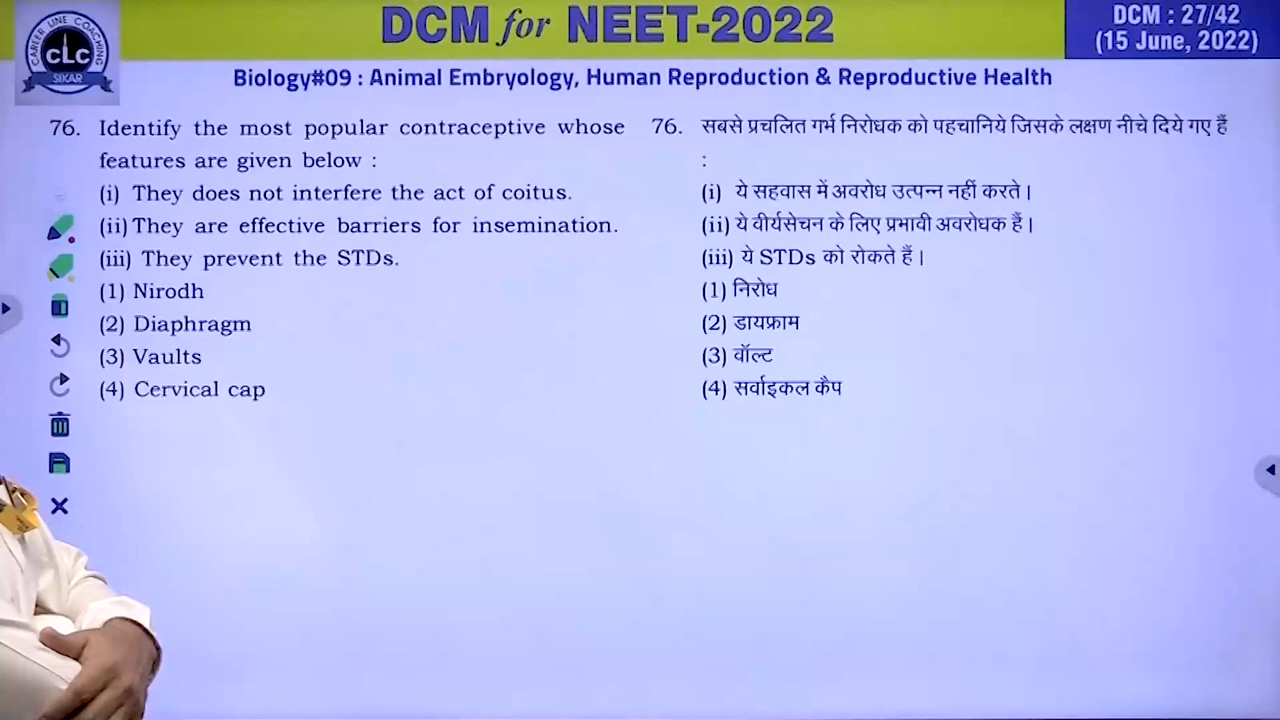 CAREER LINE COACHING
CLC
SIKAR
DCM for NEET-2022
DCM : 27/42
(15 June, 2022)
Biology#09 : Animal Embryology, Human Reproduction & Reproductive Health
76. Identify the most popular contraceptive whose
features are given below :
(i) They does not interfere the act of coitus.
(ii) They are effective barriers for insemination.
(iii) They prevent the STDs.
(1) Nirodh
(2) Diaphragm
(3) Vaults
(4) Cervical cap
76. सबसे प्रचलित गर्भ निरोधक को पहचानिये जिसके लक्षण नीचे दिये गए हैं
:
(i) ये सहवास में अवरोध उत्पन्न नहीं करते।
(ii) ये वीर्यसेचन के लिए प्रभावी अवरोधक हैं।
(iii) ये STDs को रोकते हैं।
(1) निरोध
(2) डायफ्राम
(3) वॉल्ट
(4) सर्वाइकल कैप